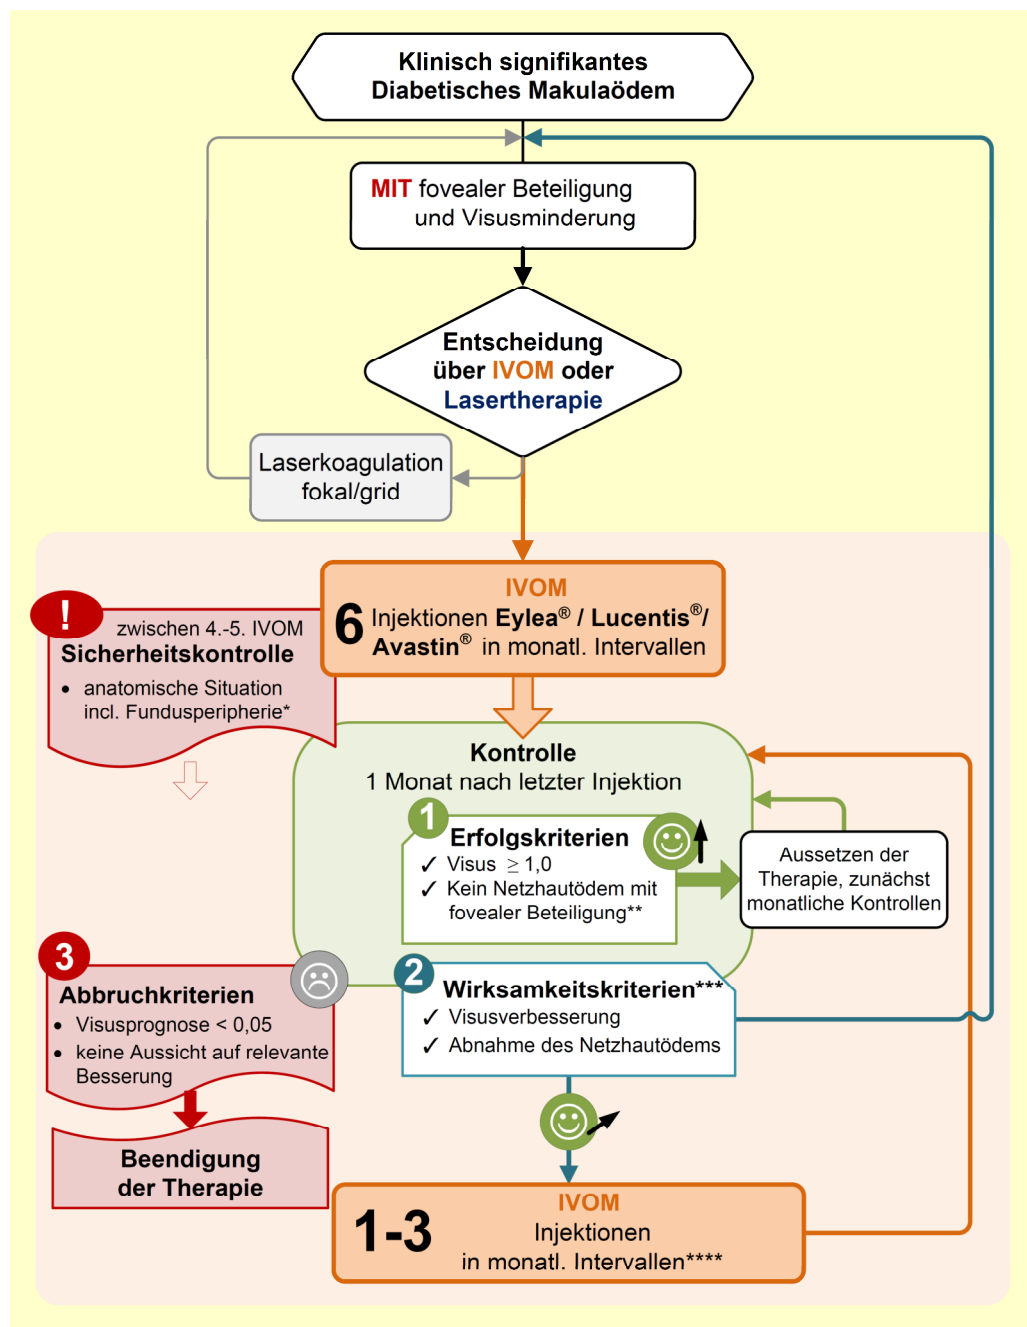 Klinisch signifikantes
Diabetisches Makulaödem
MIT fovealer Beteiligung
und Visusminderung
Entscheidung
über IVOM oder
Lasertherapie
Laserkoagulation
fokal/grid
IVOM
6 Injektionen Eylea® / Lucentis®/
Avastin® in monatl. Intervallen
!
zwischen 4.-5. IVOM
Sicherheitskontrolle
• anatomische Situation
incl. Fundusperipherie*
Kontrolle
1 Monat nach letzter Injektion
1
Erfolgskriterien
✓ Visus ≥ 1,0
✓ Kein Netzhautödem mit
fovealer Beteiligung**
Aussetzen der
Therapie, zunächst
monatliche Kontrollen
2
Wirksamkeitskriterien***
✓ Visusverbesserung
✓ Abnahme des Netzhautödems
3
Abbruchkriterien
• Visusprognose < 0,05
• keine Aussicht auf relevante
Besserung
Beendigung
der Therapie
IVOM
1-3 Injektionen
in monatl. Intervallen****